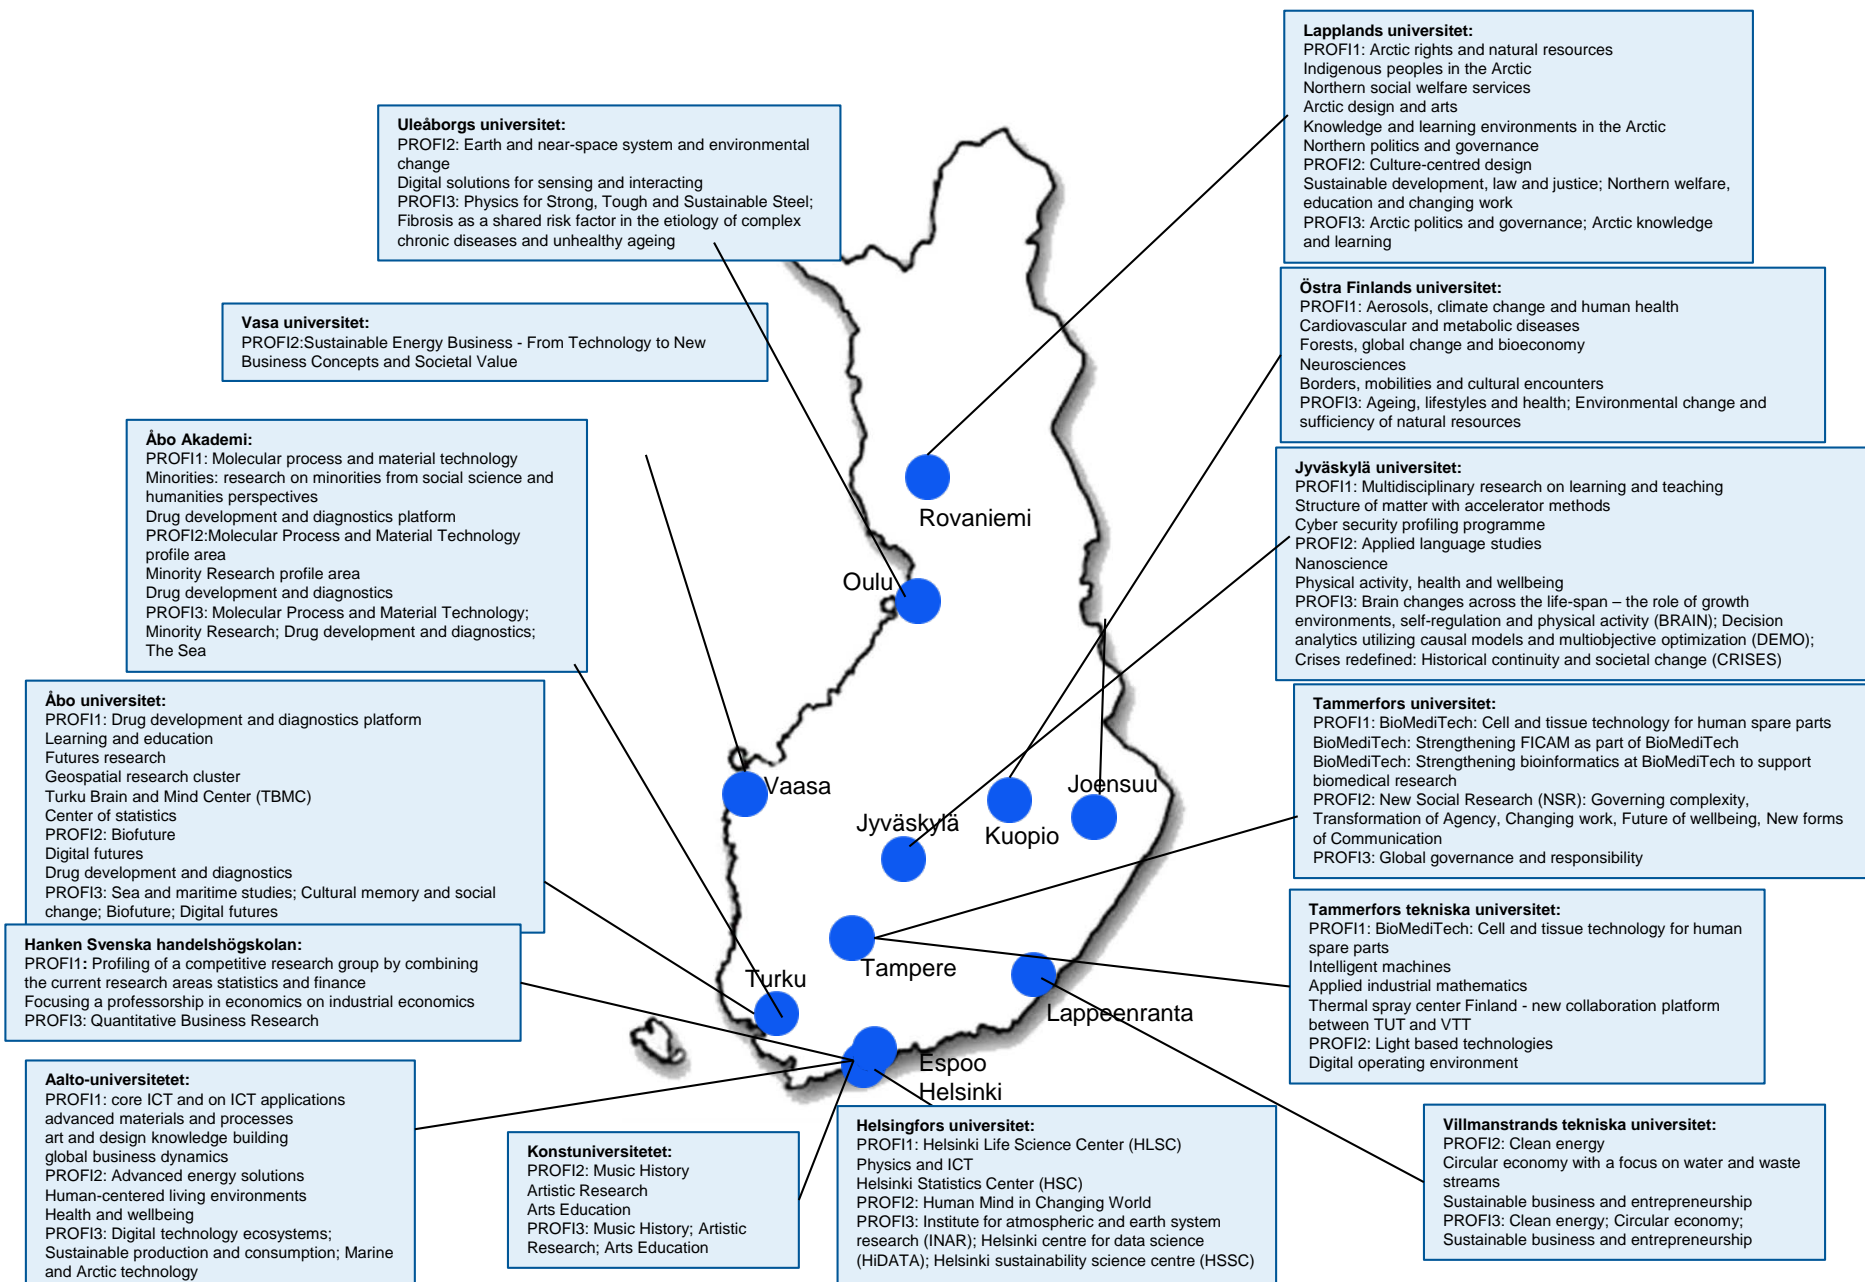 Lapplands universitet:
PROFI1: Arctic rights and natural resources
Indigenous peoples in the Arctic
Northern social welfare services
Arctic design and arts
Knowledge and learning environments in the Arctic
Northern politics and governance
PROFI2: Culture-centred design
Sustainable development, law and justice; Northern welfare,
education and changing work
PROFI3: Arctic politics and governance; Arctic knowledge
and learning
Uleåborgs universitet:
PROFI2: Earth and near-space system and environmental
change
Digital solutions for sensing and interacting
PROFI3: Physics for Strong, Tough and Sustainable Steel;
Fibrosis as a shared risk factor in the etiology of complex
chronic diseases and unhealthy ageing
Östra Finlands universitet:
PROFI1: Aerosols, climate change and human health
Cardiovascular and metabolic diseases
Forests, global change and bioeconomy
Neurosciences
Borders, mobilities and cultural encounters
PROFI3: Ageing, lifestyles and health; Environmental change and
sufficiency of natural resources
Vasa universitet:
PROFI2:Sustainable Energy Business - From Technology to New
Business Concepts and Societal Value
Åbo Akademi:
PROFI1: Molecular process and material technology
Minorities: research on minorities from social science and
humanities perspectives
Drug development and diagnostics platform
PROFI2:Molecular Process and Material Technology
profile area
Minority Research profile area
Drug development and diagnostics
PROFI3: Molecular Process and Material Technology;
Minority Research; Drug development and diagnostics;
The Sea
Jyväskylä universitet:
PROFI1: Multidisciplinary research on learning and teaching
Structure of matter with accelerator methods
Cyber security profiling programme
PROFI2: Applied language studies
Nanoscience
Physical activity, health and wellbeing
PROFI3: Brain changes across the life-span – the role of growth
environments, self-regulation and physical activity (BRAIN); Decision
analytics utilizing causal models and multiobjective optimization (DEMO);
Crises redefined: Historical continuity and societal change (CRISES)
Rovaniemi
Oulu
Åbo universitet:
PROFI1: Drug development and diagnostics platform
Learning and education
Futures research
Geospatial research cluster
Turku Brain and Mind Center (TBMC)
Center of statistics
PROFI2: Biofuture
Digital futures
Drug development and diagnostics
PROFI3: Sea and maritime studies; Cultural memory and social
change; Biofuture; Digital futures
Tammerfors universitet:
PROFI1: BioMediTech: Cell and tissue technology for human spare parts
BioMediTech: Strengthening FICAM as part of BioMediTech
BioMediTech: Strengthening bioinformatics at BioMediTech to support
biomedical research
PROFI2: New Social Research (NSR): Governing complexity,
Transformation of Agency, Changing work, Future of wellbeing, New forms
of Communication
PROFI3: Global governance and responsibility
Vaasa
Joensuu
Jyväskylä
Kuopio
Hanken Svenska handelshögskolan:
PROFI1: Profiling of a competitive research group by combining
the current research areas statistics and finance
Focusing a professorship in economics on industrial economics
PROFI3: Quantitative Business Research
Tammerfors tekniska universitet:
PROFI1: BioMediTech: Cell and tissue technology for human
spare parts
Intelligent machines
Applied industrial mathematics
Thermal spray center Finland - new collaboration platform
between TUT and VTT
PROFI2: Light based technologies
Digital operating environment
Tampere
Turku
Lappeenranta
Espoo
Helsinki
Aalto-universitetet:
PROFI1: core ICT and on ICT applications
advanced materials and processes
art and design knowledge building
global business dynamics
PROFI2: Advanced energy solutions
Human-centered living environments
Health and wellbeing
PROFI3: Digital technology ecosystems;
Sustainable production and consumption; Marine
and Arctic technology
Konstuniversitetet:
PROFI2: Music History
Artistic Research
Arts Education
PROFI3: Music History; Artistic
Research; Arts Education
Helsingfors universitet:
PROFI1: Helsinki Life Science Center (HLSC)
Physics and ICT
Helsinki Statistics Center (HSC)
PROFI2: Human Mind in Changing World
PROFI3: Institute for atmospheric and earth system
research (INAR); Helsinki centre for data science
(HiDATA); Helsinki sustainability science centre (HSSC)
Villmanstrands tekniska universitet:
PROFI2: Clean energy
Circular economy with a focus on water and waste
streams
Sustainable business and entrepreneurship
PROFI3: Clean energy; Circular economy;
Sustainable business and entrepreneurship